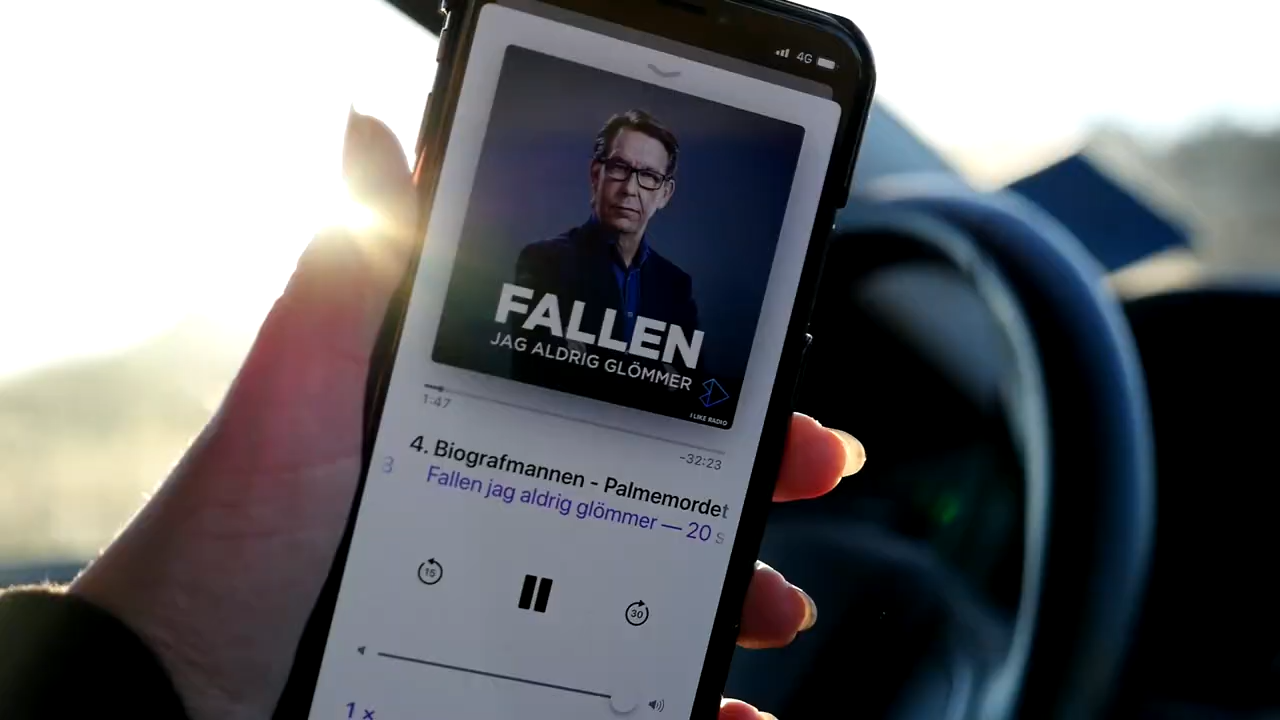 4G
FALLEN
JAG ALDRIG GLÖMMER
I LIKE RADIO
1:47
-32:23
4. Biografmannen - Palmemordet
3 Fallen jag aldrig glömmer — 20 s
15
30
1 ×